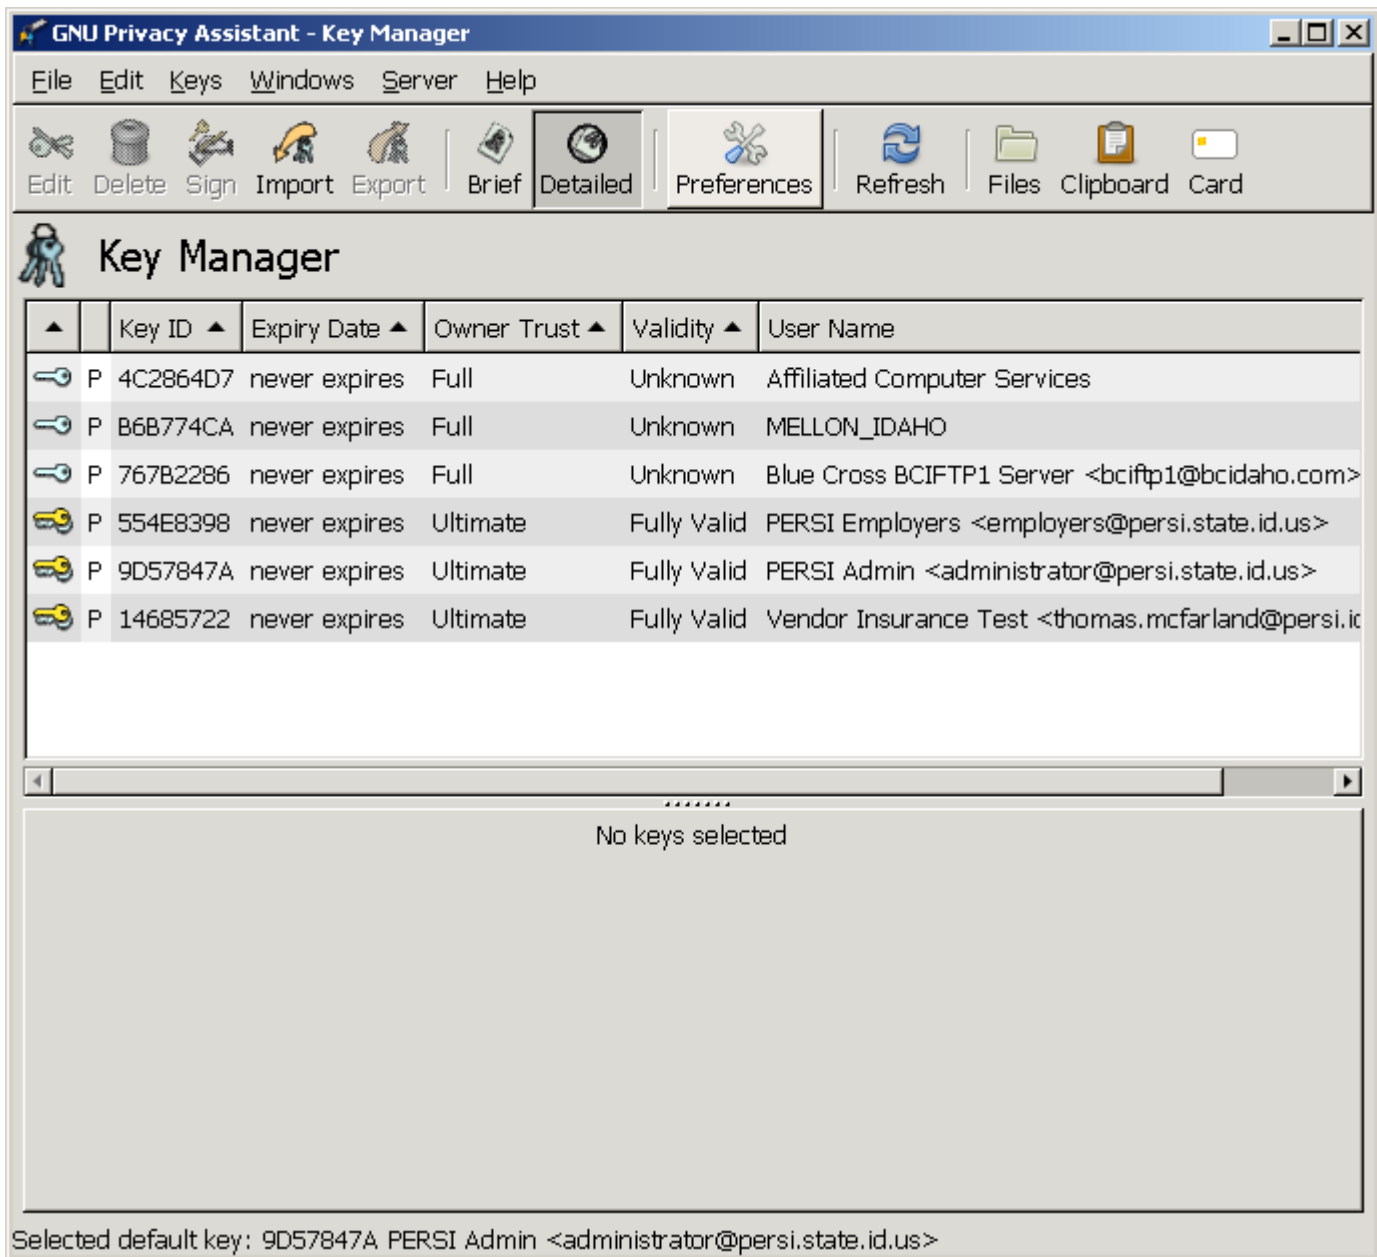 GNU Privacy Assistant - Key Manager
File Edit Keys Windows Server Help
Edit Delete Sign Import Export Brief Detailed Preferences Refresh Files Clipboard Card
Key Manager
Key ID Expiry Date Owner Trust Validity User Name
P 4C2864D7 never expires Full Unknown Affiliated Computer Services
P B6B774CA never expires Full Unknown MELLON_IDAHO
P 767B2286 never expires Full Unknown Blue Cross BCIFTP1 Server <bciftp1@bcidaho.com>
P 554E8398 never expires Ultimate Fully Valid PERSI Employers <employers@persi.state.id.us>
P 9D57847A never expires Ultimate Fully Valid PERSI Admin <administrator@persi.state.id.us>
P 14685722 never expires Ultimate Fully Valid Vendor Insurance Test <thomas.mcfarland@persi.id
No keys selected
Selected default key: 9D57847A PERSI Admin <administrator@persi.state.id.us>